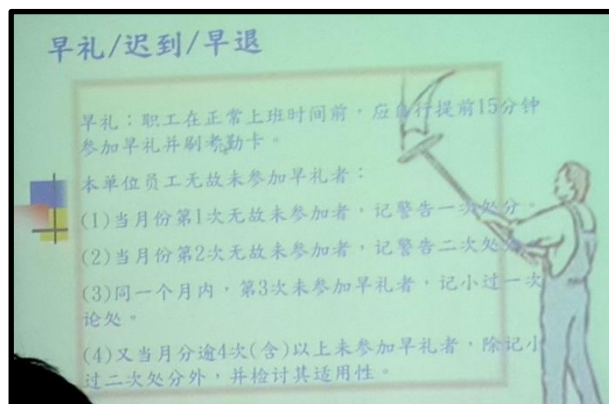 早礼/迟到/早退
早礼：职工在正常上班时间前，应自行提前15分钟
参加早礼并刷考勤卡。
本单位员工无故未参加早礼者：
(1)当月份第1次无故未参加者，记警告一次处分。
(2)当月份第2次无故未参加者，记警告二次处分
(3)同一个月内，第3次未参加早礼者，记小过一次
论处。
(4)又当月分逾4次(含)以上未参加早礼者，除记小
过二次处分外，并检讨其适用性。